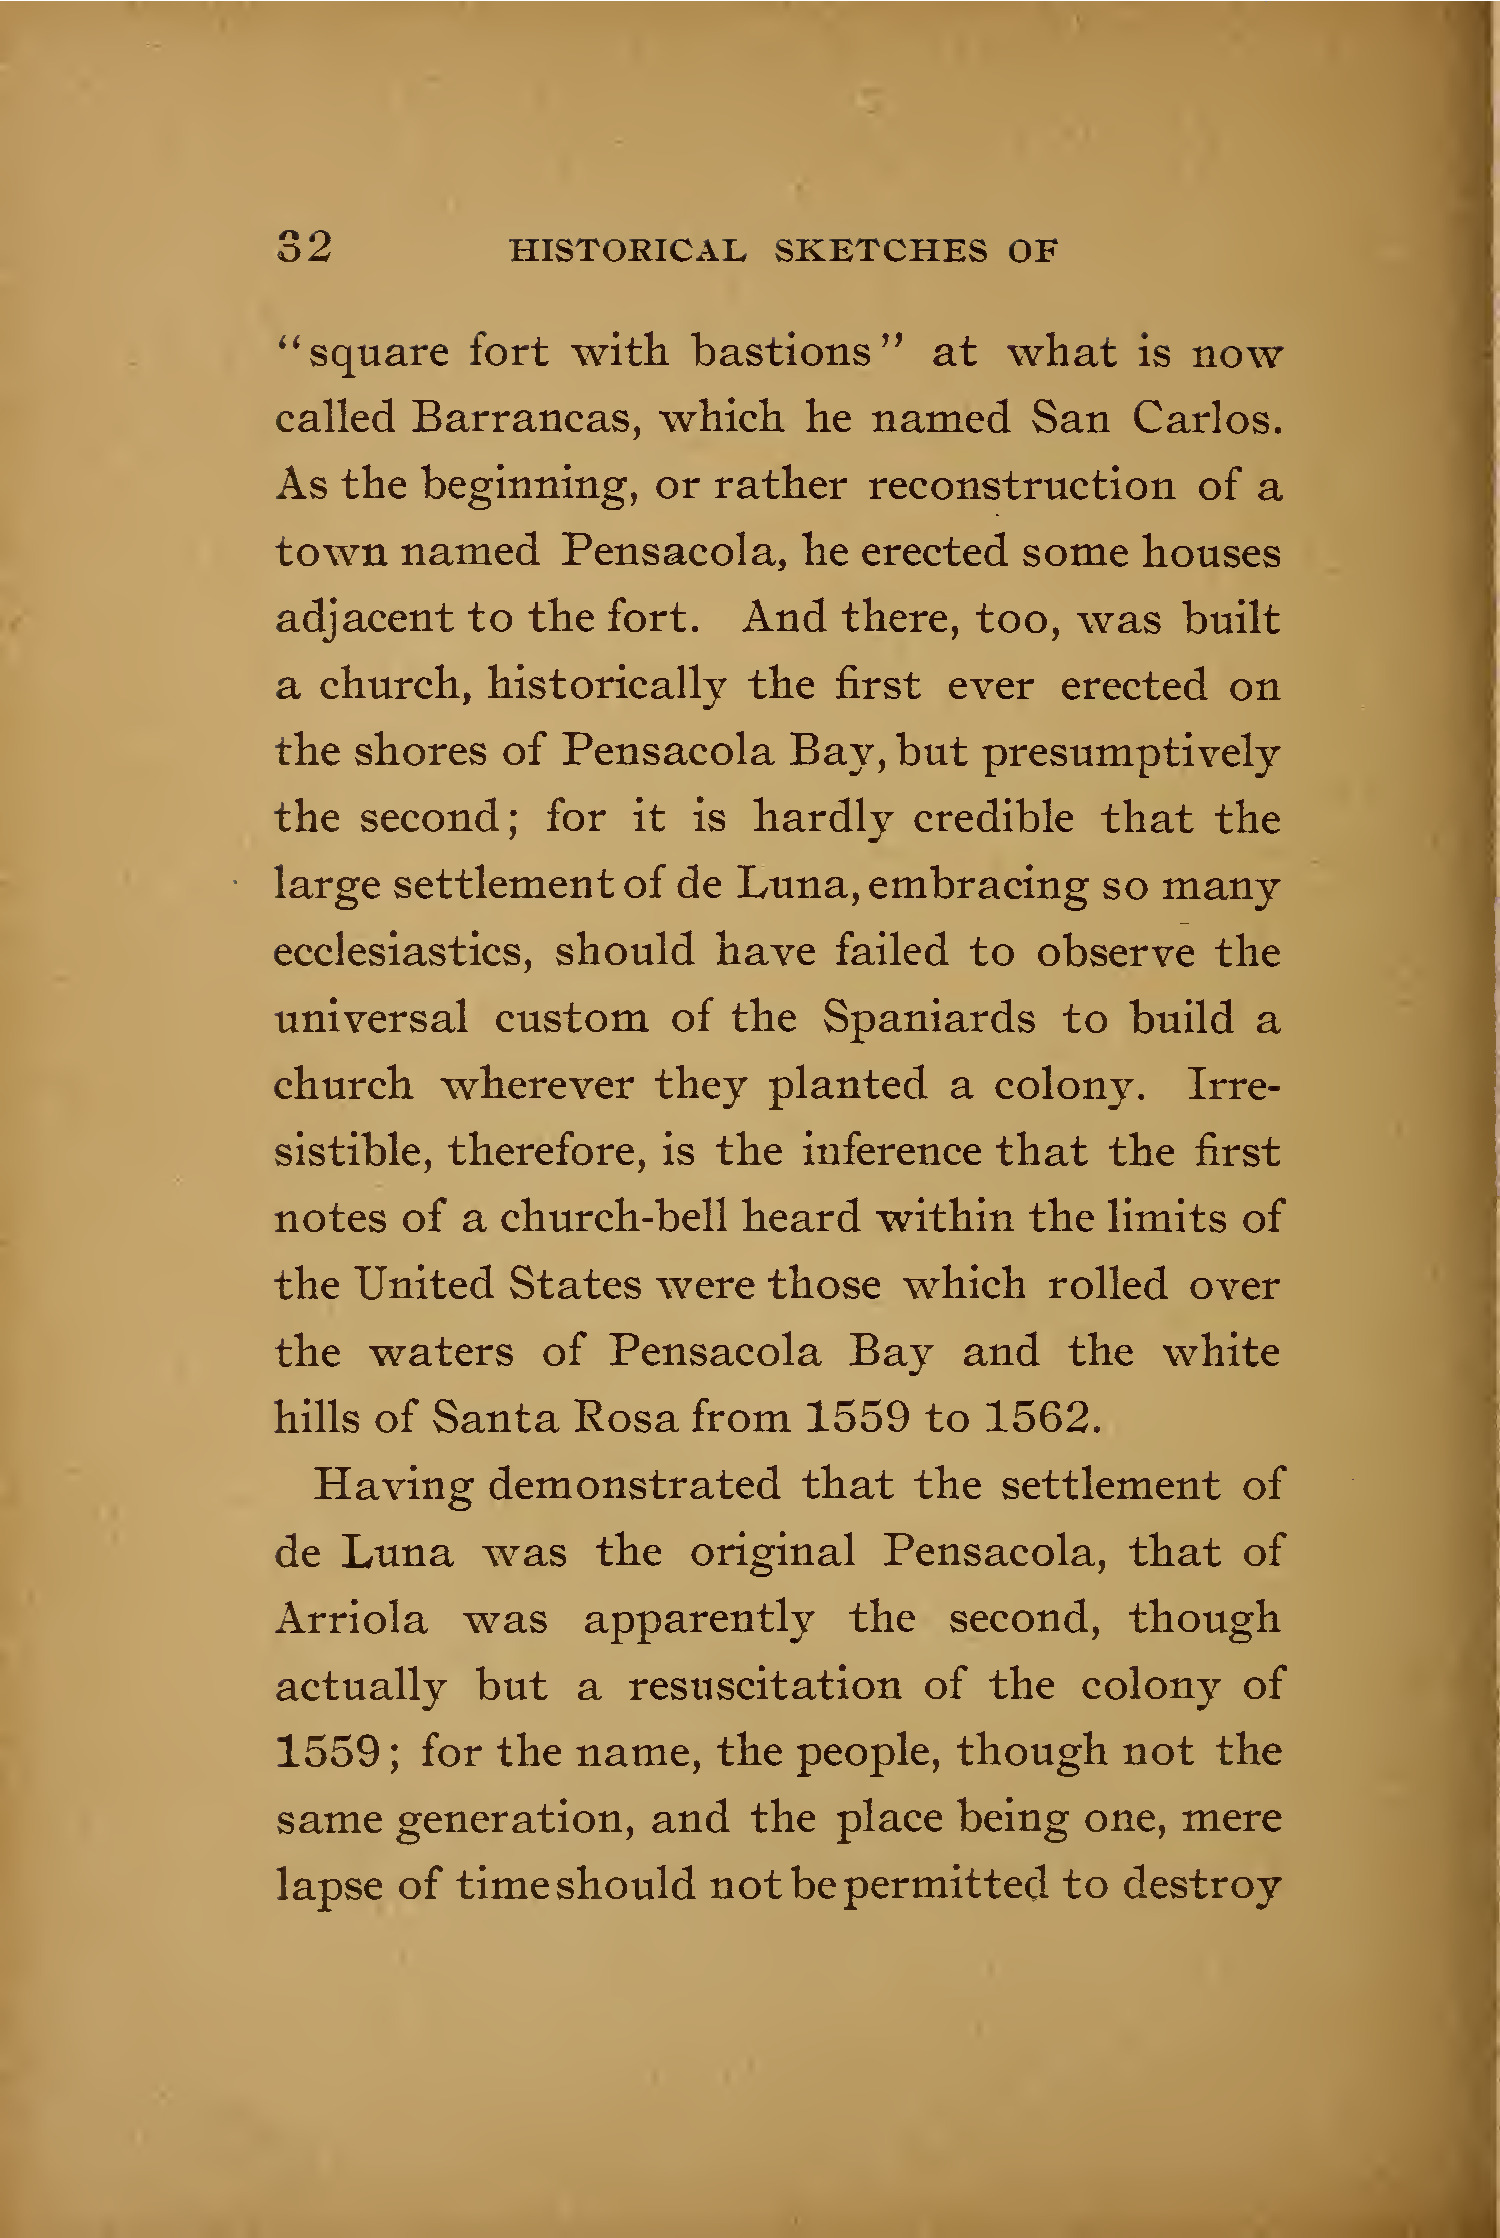 32 HISTORICAL SKETCHES OF
“square fort with bastions” at what is now
called Barrancas, which he named San Carlos.
As the beginning, or rather reconstruction of a
town named Pensacola, he erected some houses
adjacent to the fort. And there, too, was built
a church, historically the first ever erected on
the shores of Pensacola Bay, but presumptively
the second; for it is hardly credible that the
large settlement of de Luna, embracing so many
ecclesiastics, should have failed to observe the
universal custom of the Spaniards to build a
church wherever they planted a colony. Irre-
sistible, therefore, is the inference that the first
notes of a church-bell heard within the limits of
the United States were those which rolled over
the waters of Pensacola Bay and the white
hills of Santa Rosa from 1559 to 1562.
Having demonstrated that the settlement of
de Luna was the original Pensacola, that of
Arriola was apparently the second, though
actually but a resuscitation of the colony of
1559; for the name, the people, though not the
same generation, and the place being one, mere
lapse of time should not be permitted to destroy